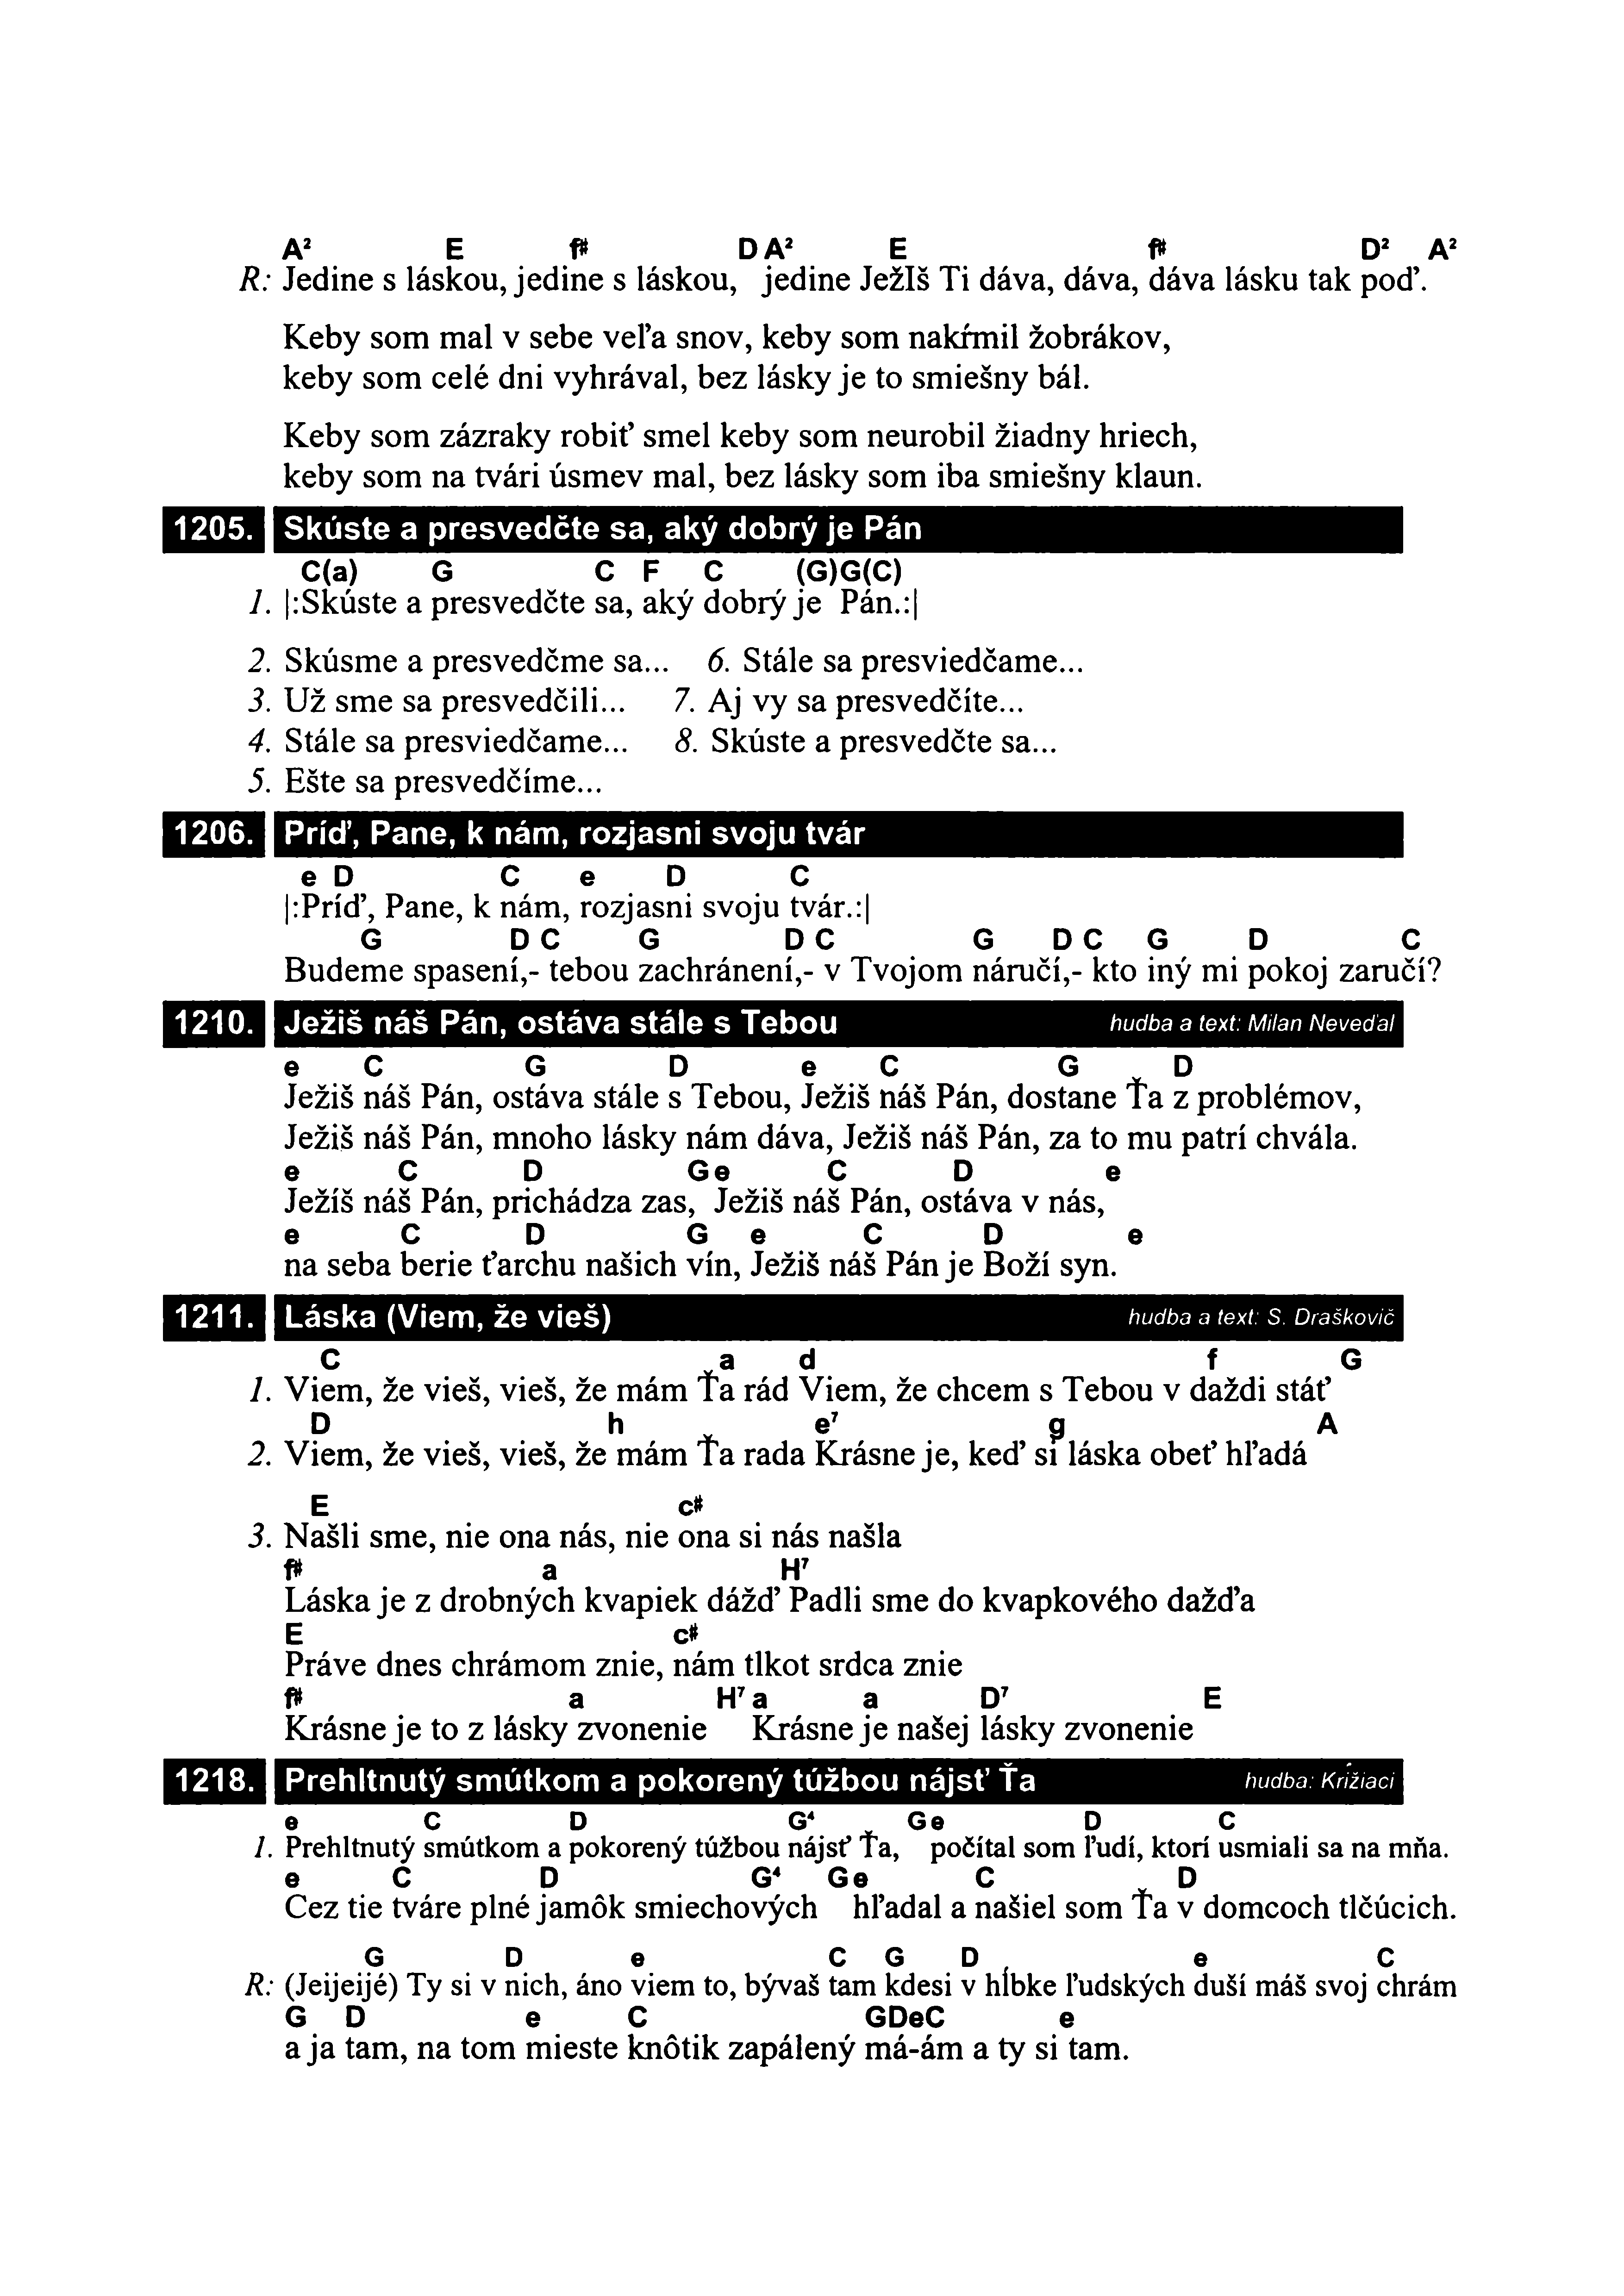 A² E f# D A² E f# D² A²
R: Jedine s láskou, jedine s láskou, jedine JežIš Ti dáva, dáva, dáva lásku tak poď.
Keby som mal v sebe veľa snov, keby som nakŕmil žobrákov,
keby som celé dni vyhrával, bez lásky je to smiešny bál.
Keby som zázraky robiť smel keby som neurobil žiadny hriech,
keby som na tvári úsmev mal, bez lásky som iba smiešny klaun.
1205. Skúste a presvedčte sa, aký dobrý je Pán
C(a) G C F C (G)G(C)
1. |:Skúste a presvedčte sa, aký dobrý je Pán.:|
2. Skúsme a presvedčme sa... 6. Stále sa presviedčame...
3. Už sme sa presvedčili... 7. Aj vy sa presvedčíte...
4. Stále sa presviedčame... 8. Skúste a presvedčte sa...
5. Ešte sa presvedčíme...
1206. Príď, Pane, k nám, rozjasni svoju tvár
e D C e D C
|:Príď, Pane, k nám, rozjasni svoju tvár.:|
G D C G D C G D C G D C
Budeme spasení,- tebou zachránení,- v Tvojom náručí,- kto iný mi pokoj zaručí?
1210. Ježiš náš Pán, ostáva stále s Tebou hudba a text: Milan Neveďal
e C G D e C G D
Ježiš náš Pán, ostáva stále s Tebou, Ježiš náš Pán, dostane Ťa z problémov,
Ježiš náš Pán, mnoho lásky nám dáva, Ježiš náš Pán, za to mu patrí chvála.
e C D G e C D e
Ježíš náš Pán, prichádza zas, Ježiš náš Pán, ostáva v nás,
e C D G e C D e
na seba berie ťarchu našich vín, Ježiš náš Pán je Boží syn.
1211. Láska (Viem, že vieš) hudba a text: S. Draškovič
C a d f G
1. Viem, že vieš, vieš, že mám Ťa rád Viem, že chcem s Tebou v daždi stáť
D h e⁷ g A
2. Viem, že vieš, vieš, že mám Ťa rada Krásne je, keď si láska obeť hľadá
E c#
3. Našli sme, nie ona nás, nie ona si nás našla
f# a H⁷
Láska je z drobných kvapiek dážď Padli sme do kvapkového dažďa
E c#
Práve dnes chrámom znie, nám tlkot srdca znie
f# a H⁷ a a D⁷ E
Krásne je to z lásky zvonenie Krásne je našej lásky zvonenie
1218. Prehltnutý smútkom a pokorený túžbou nájsť Ťa hudba: Križiaci
e C D G⁴ G e D C
1. Prehltnutý smútkom a pokorený túžbou nájsť Ťa, počítal som ľudí, ktorí usmiali sa na mňa.
e C D G⁴ G e C D
Cez tie tváre plné jamôk smiechových hľadal a našiel som Ťa v domcoch tlčúcich.
G D e C G D e C
R: (Jeijeijé) Ty si v nich, áno viem to, bývaš tam kdesi v hĺbke ľudských duší máš svoj chrám
G D e C GDeC e
a ja tam, na tom mieste knôtik zapálený má-ám a ty si tam.